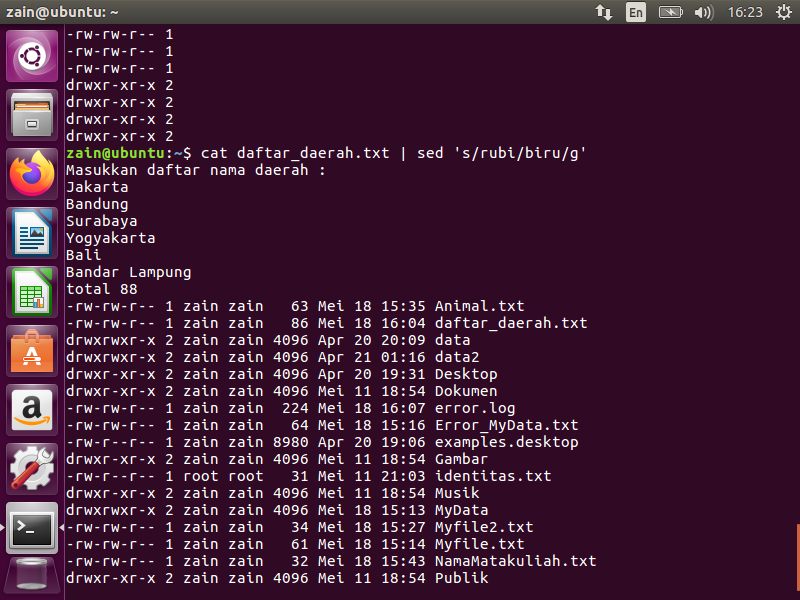 zain@ubuntu: ~
En
16:23
-rw-rw-r-- 1
-rw-rw-r-- 1
-rw-rw-r-- 1
drwxr-xr-x 2
drwxr-xr-x 2
drwxr-xr-x 2
drwxr-xr-x 2
zain@ubuntu:~$ cat daftar_daerah.txt | sed 's/rubi/biru/g'
Masukkan daftar nama daerah :
Jakarta
Bandung
Surabaya
Yogyakarta
Bali
Bandar Lampung
total 88
-rw-rw-r-- 1 zain zain   63 Mei 18 15:35 Animal.txt
-rw-rw-r-- 1 zain zain   86 Mei 18 16:04 daftar_daerah.txt
drwxrwxr-x 2 zain zain 4096 Apr 20 20:09 data
drwxrwxr-x 2 zain zain 4096 Apr 21 01:16 data2
drwxr-xr-x 2 zain zain 4096 Apr 20 19:31 Desktop
drwxr-xr-x 2 zain zain 4096 Mei 11 18:54 Dokumen
-rw-rw-r-- 1 zain zain  224 Mei 18 16:07 error.log
-rw-rw-r-- 1 zain zain   64 Mei 18 15:16 Error_MyData.txt
-rw-r--r-- 1 zain zain 8980 Apr 20 19:06 examples.desktop
drwxr-xr-x 2 zain zain 4096 Mei 11 18:54 Gambar
-rw-r--r-- 1 root root   31 Mei 11 21:03 identitas.txt
drwxr-xr-x 2 zain zain 4096 Mei 11 18:54 Musik
drwxrwxr-x 2 zain zain 4096 Mei 18 15:13 MyData
-rw-rw-r-- 1 zain zain   34 Mei 18 15:27 Myfile2.txt
-rw-rw-r-- 1 zain zain   61 Mei 18 15:14 Myfile.txt
-rw-rw-r-- 1 zain zain   32 Mei 18 15:43 NamaMatakuliah.txt
drwxr-xr-x 2 zain zain 4096 Mei 11 18:54 Publik